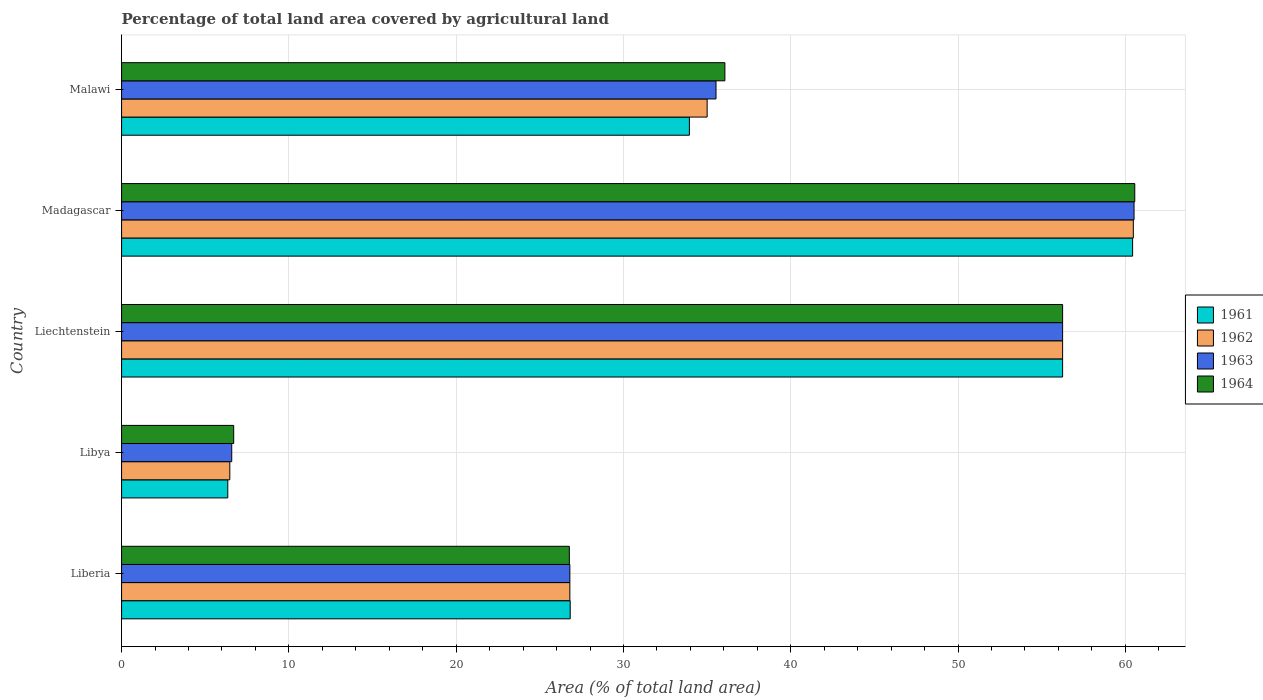 Percentage of total land area covered by agricultural land
Malawi
Madagascar
Liechtenstein
Libya
Liberia
Country
0
10
20
30
40
50
60
Area (% of total land area)
1961
1962
1963
1964